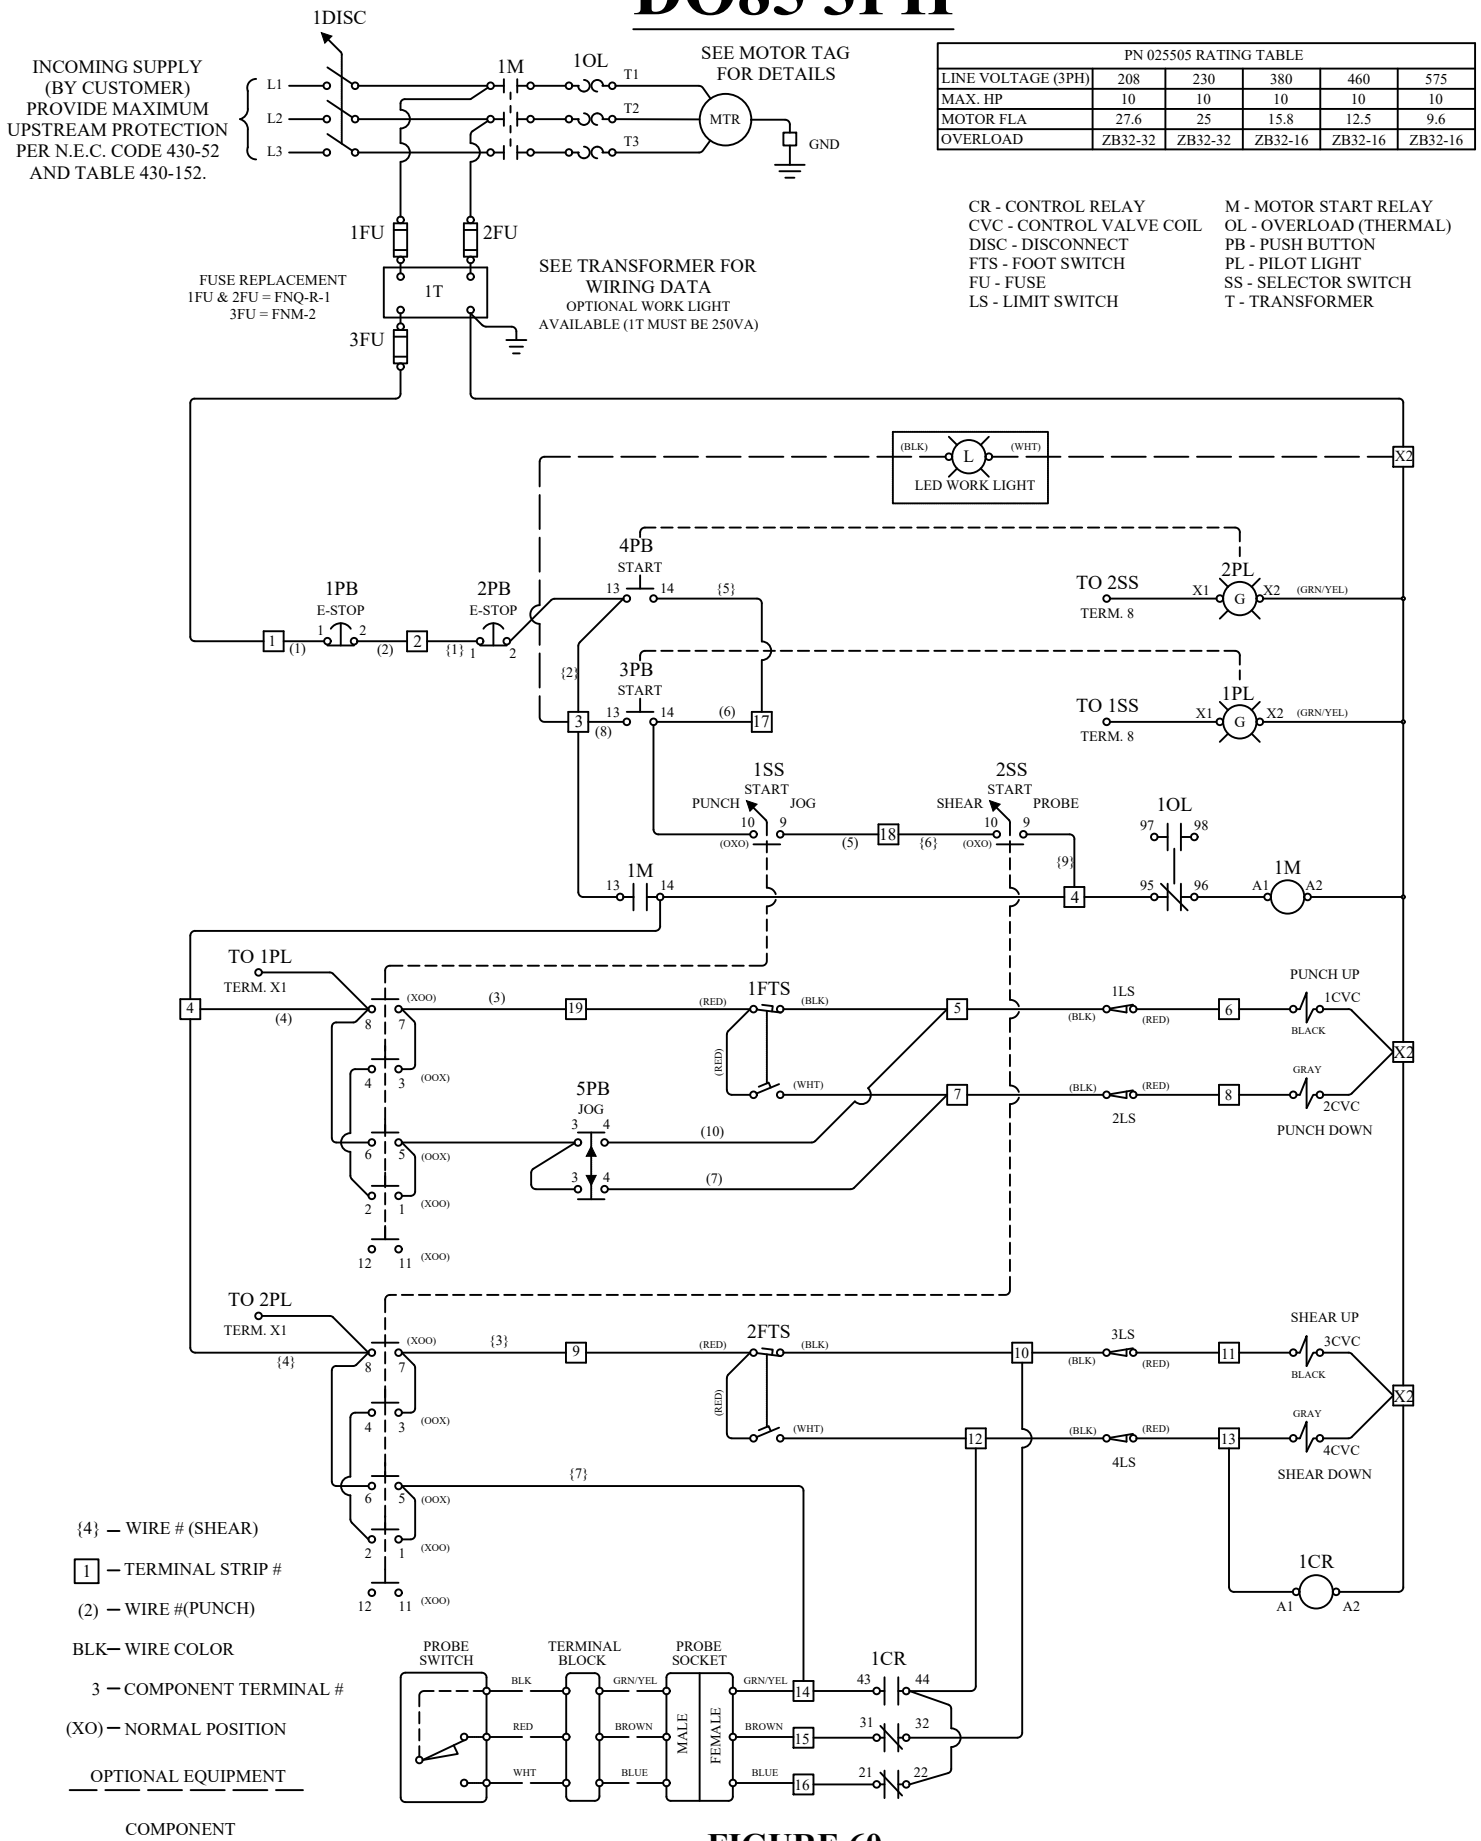 DO85 3PH
1DISC
INCOMING SUPPLY
(BY CUSTOMER)
PROVIDE MAXIMUM
UPSTREAM PROTECTION
PER N.E.C. CODE 430-52
AND TABLE 430-152.
L1
L2
L3
1M
1OL
T1
T2
T3
SEE MOTOR TAG
FOR DETAILS
MTR
GND
PN 025505 RATING TABLE
LINE VOLTAGE (3PH) 208 230 380 460 575
MAX. HP 10 10 10 10 10
MOTOR FLA 27.6 25 15.8 12.5 9.6
OVERLOAD ZB32-32 ZB32-32 ZB32-16 ZB32-16 ZB32-16
CR - CONTROL RELAY
CVC - CONTROL VALVE COIL
DISC - DISCONNECT
FTS - FOOT SWITCH
FU - FUSE
LS - LIMIT SWITCH
M - MOTOR START RELAY
OL - OVERLOAD (THERMAL)
PB - PUSH BUTTON
PL - PILOT LIGHT
SS - SELECTOR SWITCH
T - TRANSFORMER
1FU
2FU
FUSE REPLACEMENT
1FU & 2FU = FNQ-R-1
3FU = FNM-2
1T
3FU
SEE TRANSFORMER FOR
WIRING DATA
OPTIONAL WORK LIGHT
AVAILABLE (1T MUST BE 250VA)
(BLK) L (WHT)
LED WORK LIGHT
X2
4PB
START
13 14 {5}
TO 2SS
TERM. 8
2PL
X1 G X2 (GRN/YEL)
1PB
E-STOP
1 2
2PB
E-STOP
1 (1) (2) 2 {1} 1 2
{2}
3PB
START
3 13 14 (6) 17
(8)
TO 1SS
TERM. 8
1PL
X1 G X2 (GRN/YEL)
1SS
START
PUNCH JOG
10 9
(OXO) (5) 18 {6}
2SS
START
SHEAR PROBE
10 9
(OXO)
{9}
1OL
97 98
1M
13 14
4
95 96
1M
A1 A2
TO 1PL
TERM. X1
4 (4) 8 7 (XOO) (3) 19
1FTS
(RED) (BLK)
5
1LS
(BLK) (RED)
6
PUNCH UP
1CVC
BLACK
X2
4 3 (OOX)
(RED)
(WHT)
7
(BLK) (RED)
2LS
8
GRAY
2CVC
PUNCH DOWN
5PB
JOG
3 4
6 5 (OOX) (10)
3 4 (7)
2 1 (XOO)
12 11 (XOO)
TO 2PL
TERM. X1
{4} 8 7 (XOO) {3} 9
2FTS
(RED) (BLK)
10
3LS
(BLK) (RED)
11
SHEAR UP
3CVC
BLACK
X2
4 3 (OOX)
(RED)
(WHT)
12
(BLK) (RED)
4LS
13
GRAY
4CVC
SHEAR DOWN
6 5 (OOX) {7}
2 1 (XOO)
12 11 (XOO)
1CR
A1 A2
{4} – WIRE # (SHEAR)
1 – TERMINAL STRIP #
(2) – WIRE #(PUNCH)
BLK– WIRE COLOR
3 – COMPONENT TERMINAL #
(XO) – NORMAL POSITION
OPTIONAL EQUIPMENT
COMPONENT
PROBE
SWITCH
TERMINAL
BLOCK
PROBE
SOCKET
1CR
BLK GRN/YEL GRN/YEL 14 43 44
RED BROWN BROWN 15 31 32
WHT BLUE BLUE 16 21 22
MALE
FEMALE
FIGURE 60